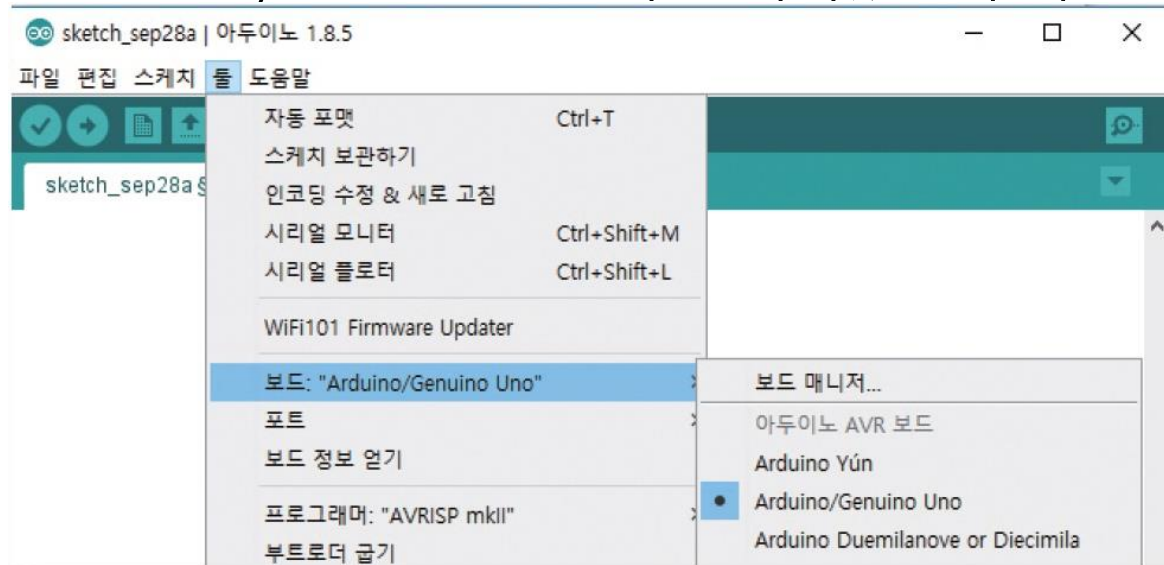 sketch_sep28a | 아두이노 1.8.5
파일 편집 스케치 툴 도움말
자동 포맷 Ctrl+T
스케치 보관하기
sketch_sep28a §
인코딩 수정 & 새로 고침
시리얼 모니터 Ctrl+Shift+M
시리얼 플로터 Ctrl+Shift+L
WiFi101 Firmware Updater
보드: "Arduino/Genuino Uno"
포트
보드 정보 얻기
프로그래머: "AVRISP mkII"
부트로더 굽기
보드 매니저...
아두이노 AVR 보드
Arduino Yún
Arduino/Genuino Uno
Arduino Duemilanove or Diecimila